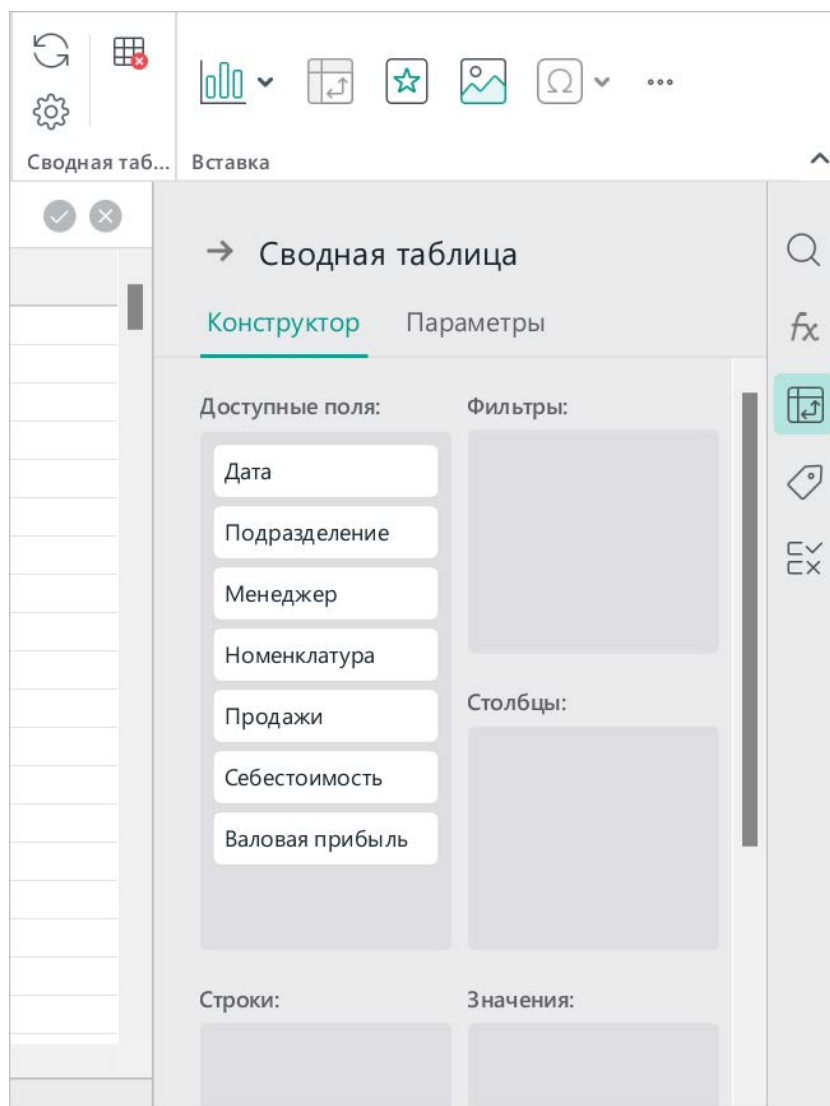 Сводная таб...
Вставка
Сводная таблица
Конструктор
Параметры
Доступные поля:
Фильтры:
Дата
Подразделение
Менеджер
Номенклатура
Продажи
Себестоимость
Валовая прибыль
Столбцы:
Строки:
Значения: